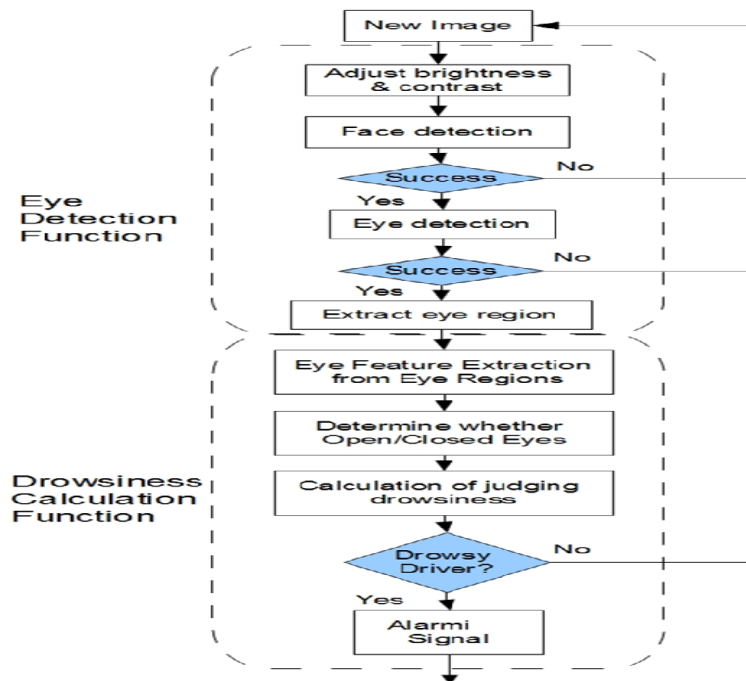 New Image
Adjust brightness
& contrast
Face detection
Success
No
Yes
Eye
Detection
Function
Eye detection
Success
No
Yes
Extract eye region
Eye Feature Extraction
from Eye Regions
Determine whether
Open/Closed Eyes
Drowsiness
Calculation
Function
Calculation of judging
drowsiness
Drowsy
Driver?
No
Yes
Alarmi
Signal